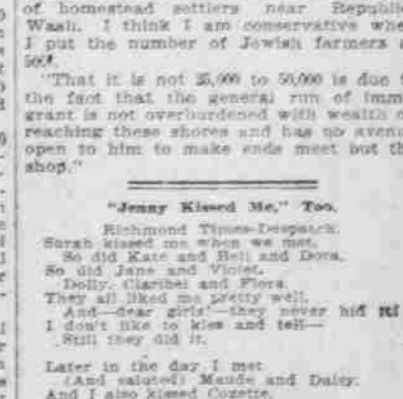 of homestead settlers near Republic
Wash. I think I am conservative whe
I put the number of Jewish farmers a
500.
"That it is not 25,000 to 50,000 is due t
the fact that the general run of immi
grant is not overburdened with wealth o
reaching these shores and has no avenu
open to him to make ends meet but th
shop."
"Jenny Kissed Me," Too.
Richmond Times-Despatch.
Sarah kissed me when we met,
So did Kate and Bell and Dora,
So did Jane and Violet,
Dolly, Claribel and Flora.
They all liked me pretty well,
And—dear girls!—they never hid it!
I don't like to kiss and tell—
Still they did it.
Later in the day I met
(And saluted) Maude and Daisy.
And I also kissed Cozette,